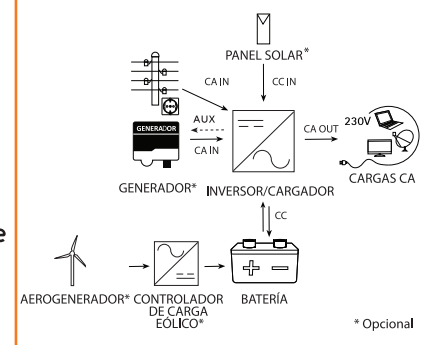 PANEL SOLAR*
CA IN
CC IN
AUX
GENERADOR
CA IN
CA OUT
230V
CARGAS CA
GENERADOR*
INVERSOR/CARGADOR
CC
AEROGENERADOR*
CONTROLADOR
DE CARGA
EÓLICO*
BATERÍA
* Opcional
e